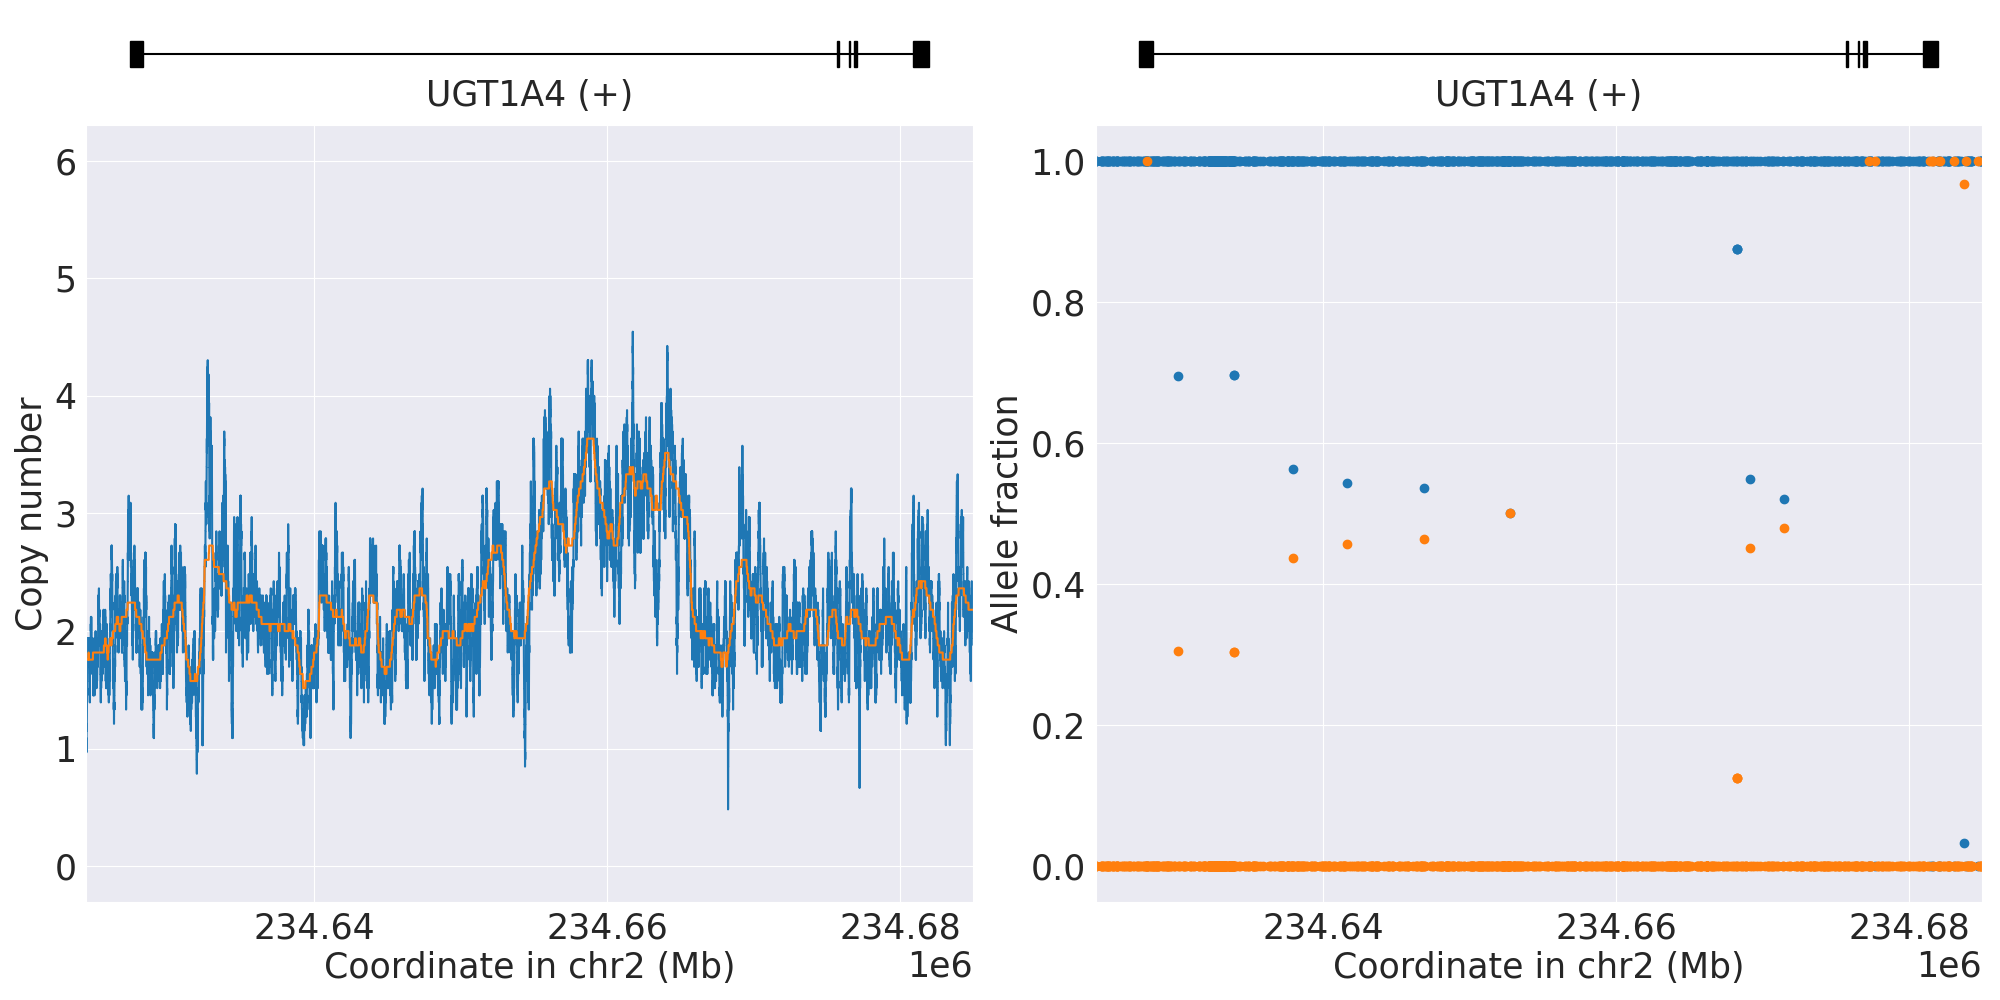 UGT1A4 (+)
Copy number
6
5
4
3
2
1
0
234.64
234.66
234.68
Coordinate in chr2 (Mb)
1e6
UGT1A4 (+)
Allele fraction
1.0
0.8
0.6
0.4
0.2
0.0
234.64
234.66
234.68
Coordinate in chr2 (Mb)
1e6